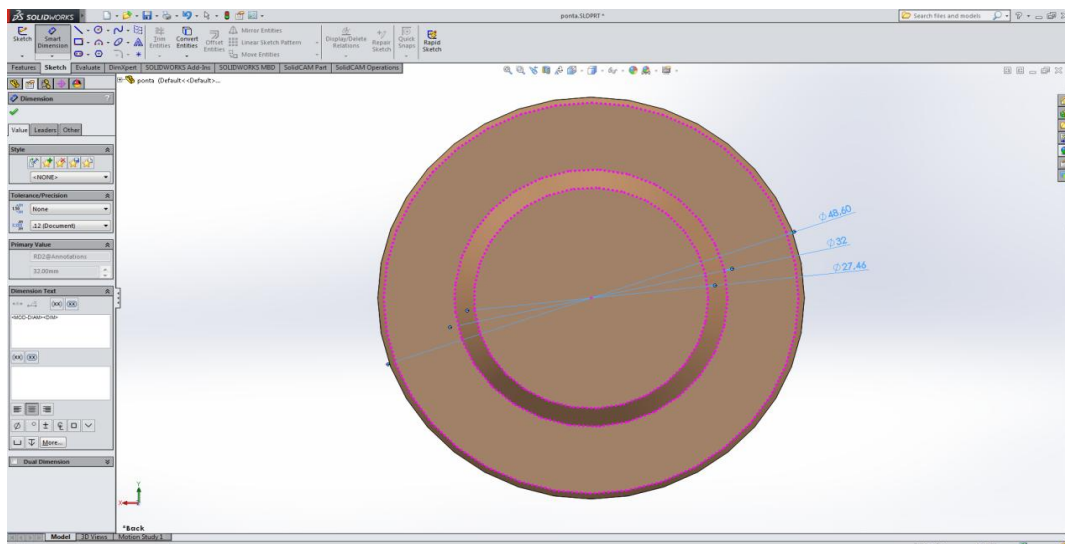 SOLIDWORKS
ponta.SLDPRT *
Search files and models
Sketch
Smart Dimension
Trim Entities
Convert Entities
Offset Entities
Mirror Entities
Linear Sketch Pattern
Move Entities
Display/Delete Relations
Repair Sketch
Quick Snaps
Rapid Sketch
Features Sketch Evaluate DimXpert SOLIDWORKS Add-Ins SOLIDWORKS MBD SolidCAM Part SolidCAM Operations
ponta (Default<<Default>...
Dimension
Value Leaders Other
Style
<NONE>
Tolerance/Precision
None
.12 (Document)
Primary Value
RD2@Annotations
32.00mm
Dimension Text
<MOD-DIAM><DIM>
More...
Dual Dimension
∅48,60
∅32
∅27,46
Y
X
*Back
Model 3D Views Motion Study 1